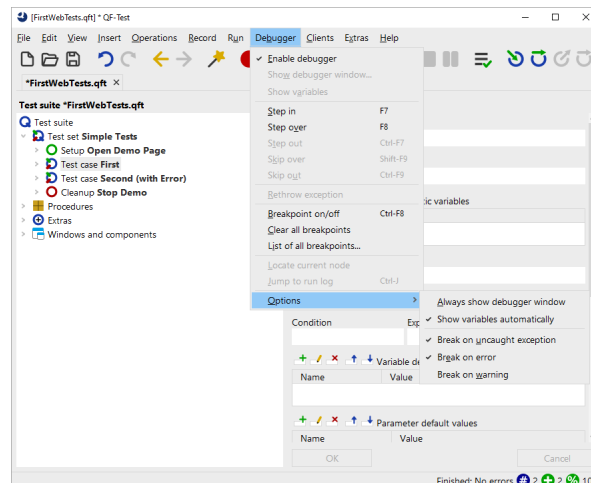 [FirstWebTests.qft] * QF-Test
File Edit View Insert Operations Record Run Debugger Clients Extras Help
*FirstWebTests.qft ×
Test suite *FirstWebTests.qft
Test suite
Test set Simple Tests
Setup Open Demo Page
Test case First
Test case Second (with Error)
Cleanup Stop Demo
Procedures
Extras
Windows and components
Enable debugger
Show debugger window...
Show variables
Step in F7
Step over F8
Step out Ctrl-F7
Skip over Shift-F9
Skip out Ctrl-F9
Rethrow exception
Breakpoint on/off Ctrl-F8
Clear all breakpoints
List of all breakpoints...
Locate current node
Jump to run log Ctrl-J
Options
Always show debugger window
Show variables automatically
Break on uncaught exception
Break on error
Break on warning
tic variables
Condition Exp
Variable de
Name Value
Parameter default values
Name Value
OK Cancel
Finished: No errors # 2 2 % 10